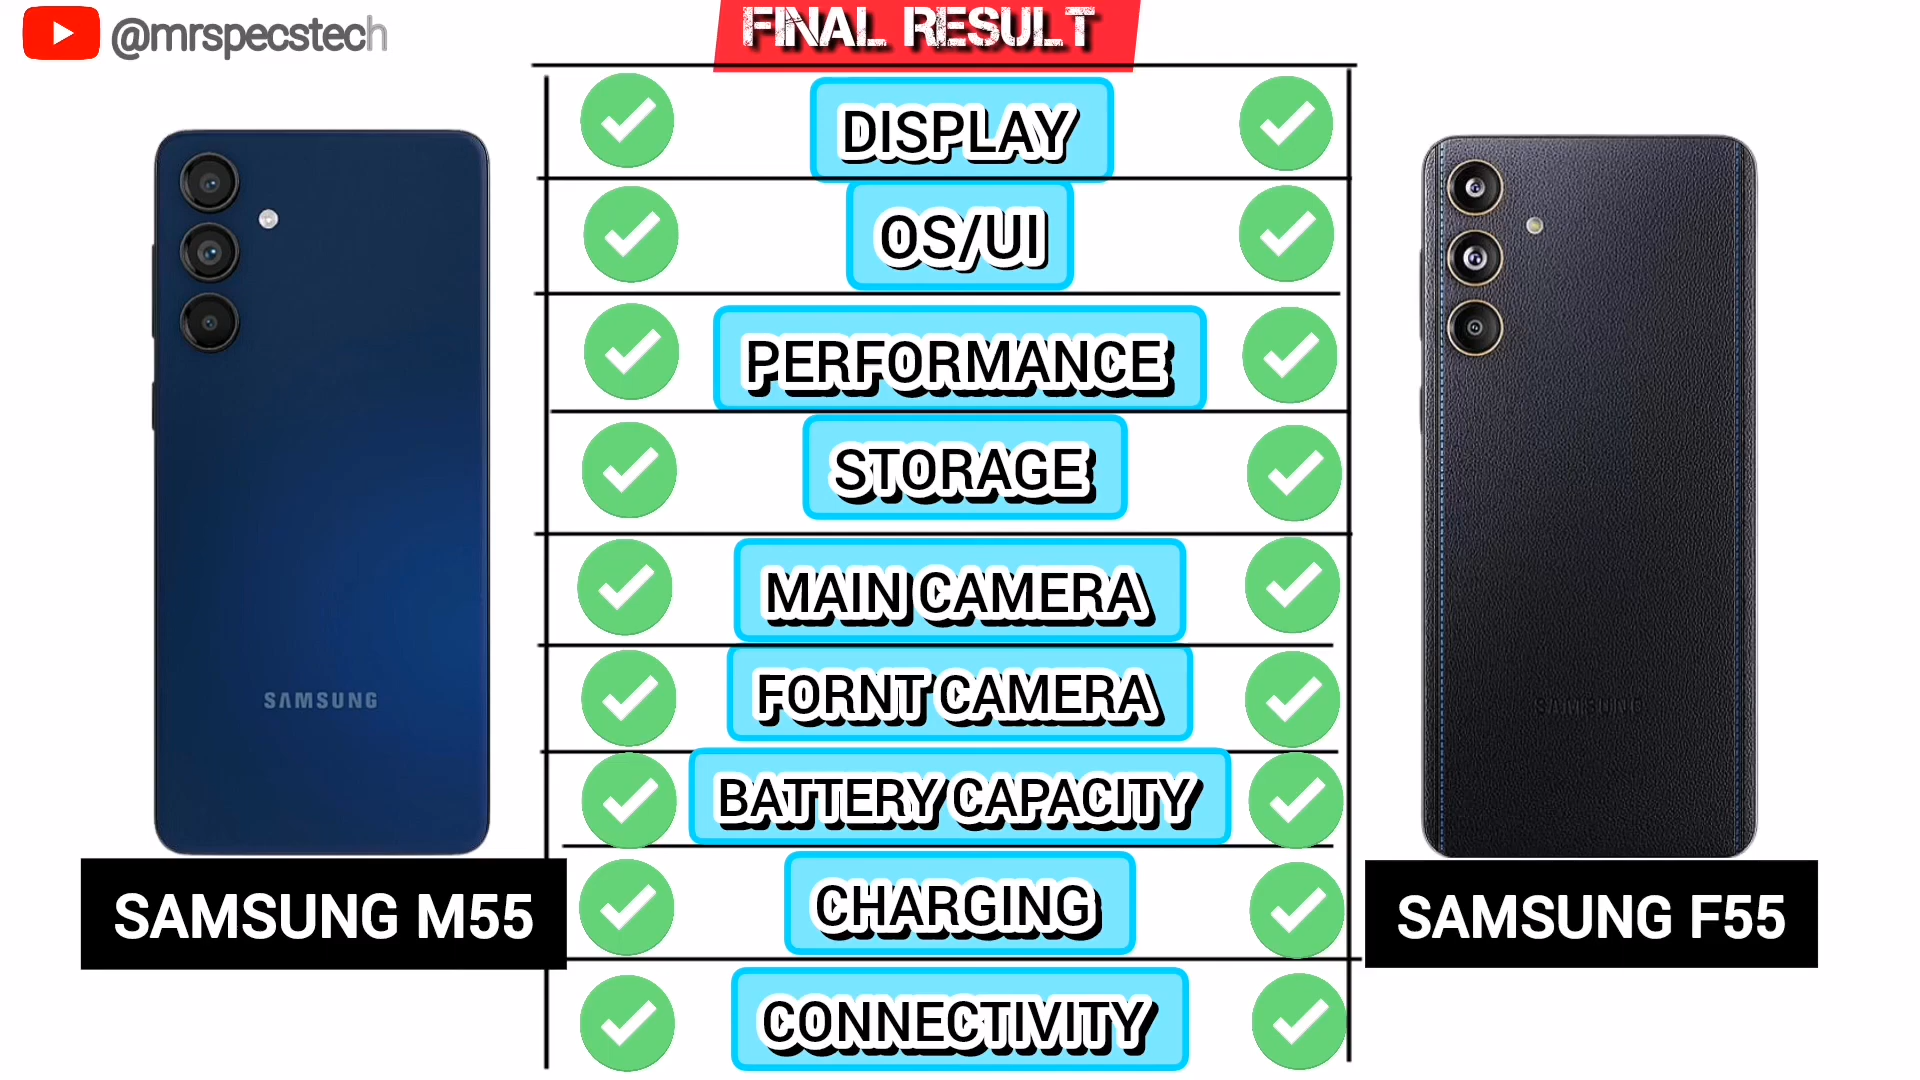 @mrspecstech
FINAL RESULT
DISPLAY
OS/UI
PERFORMANCE
STORAGE
MAIN CAMERA
FORNT CAMERA
BATTERY CAPACITY
CHARGING
CONNECTIVITY
SAMSUNG
SAMSUNG M55
SAMSUNG
SAMSUNG F55